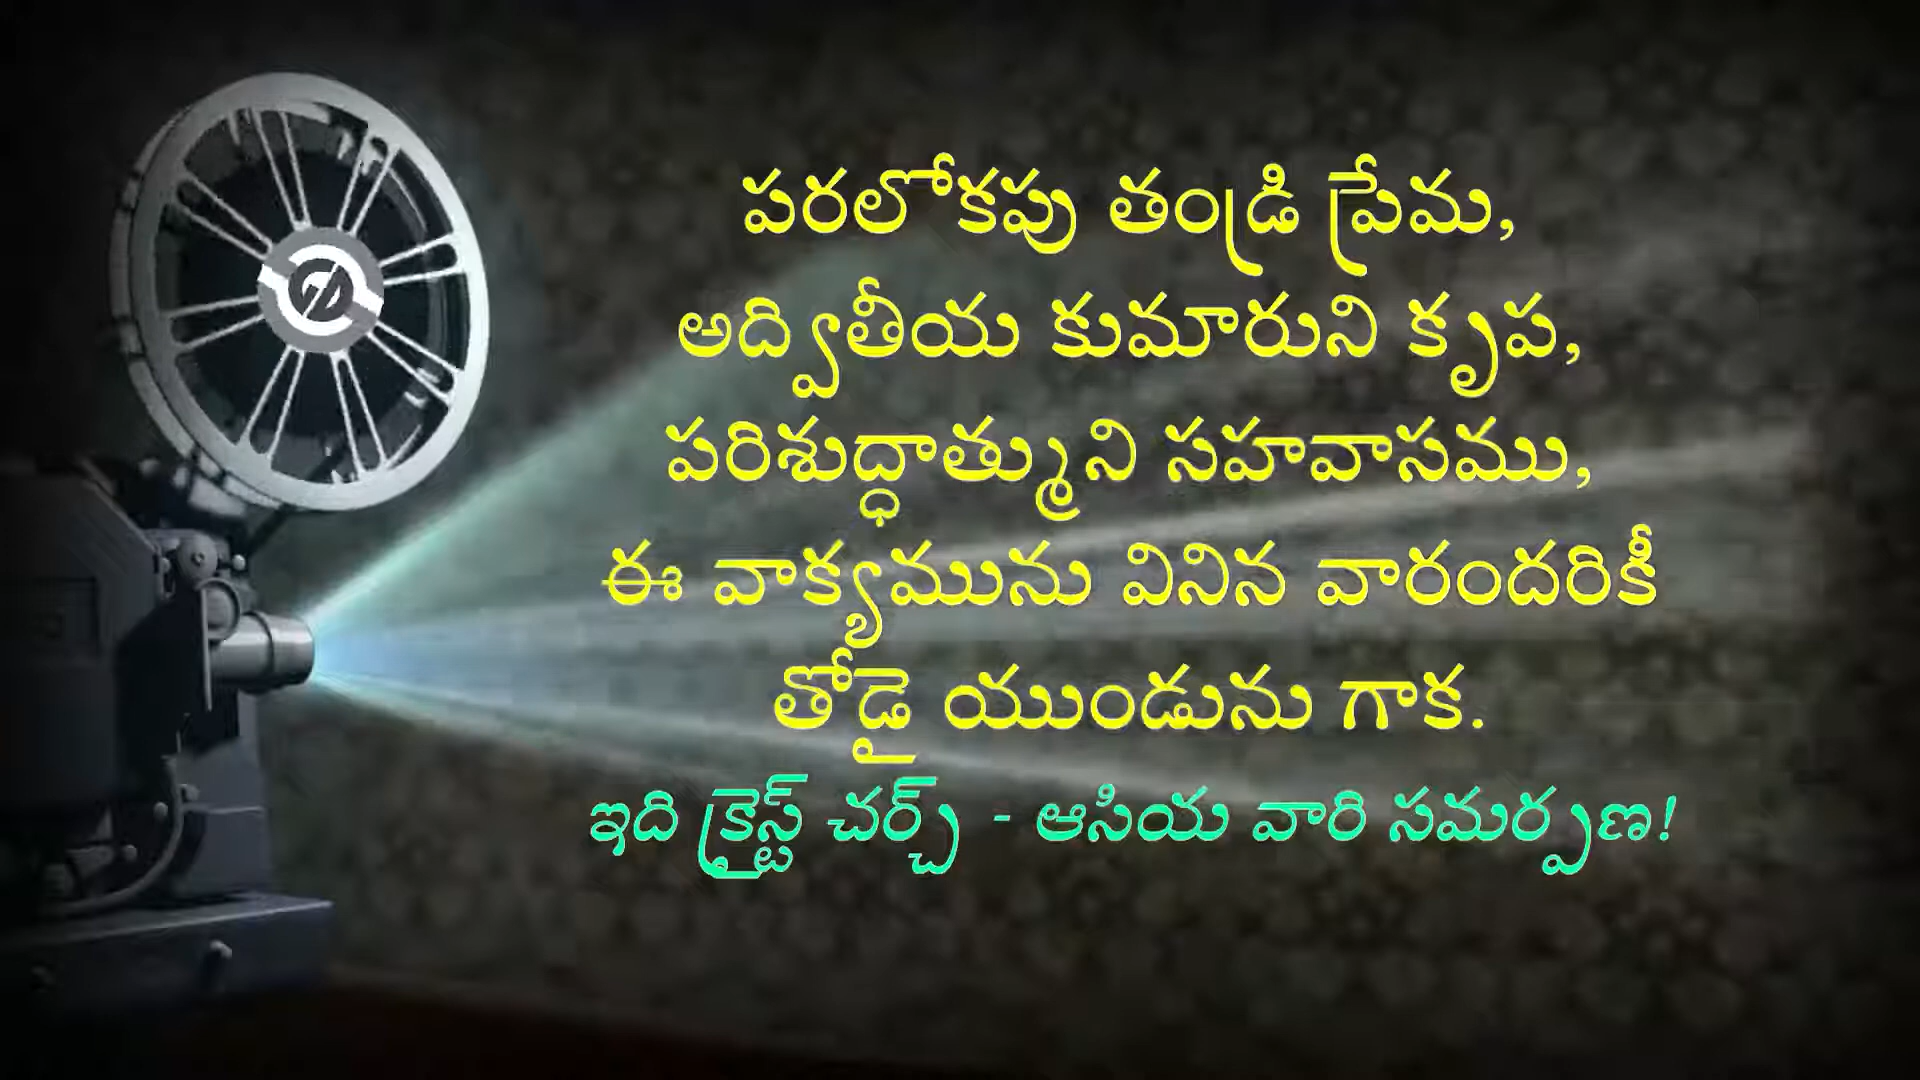 పరలోకపు తండ్రి ప్రేమ,
అద్వితీయ కుమారుని కృప,
పరిశుద్ధాత్ముని సహవాసము,
ఈ వాక్యమును వినిన వారందరికీ
తోడై యుండును గాక.
ఇది క్రైస్ట్ చర్చ్ - ఆసియ వారి సమర్పణ!